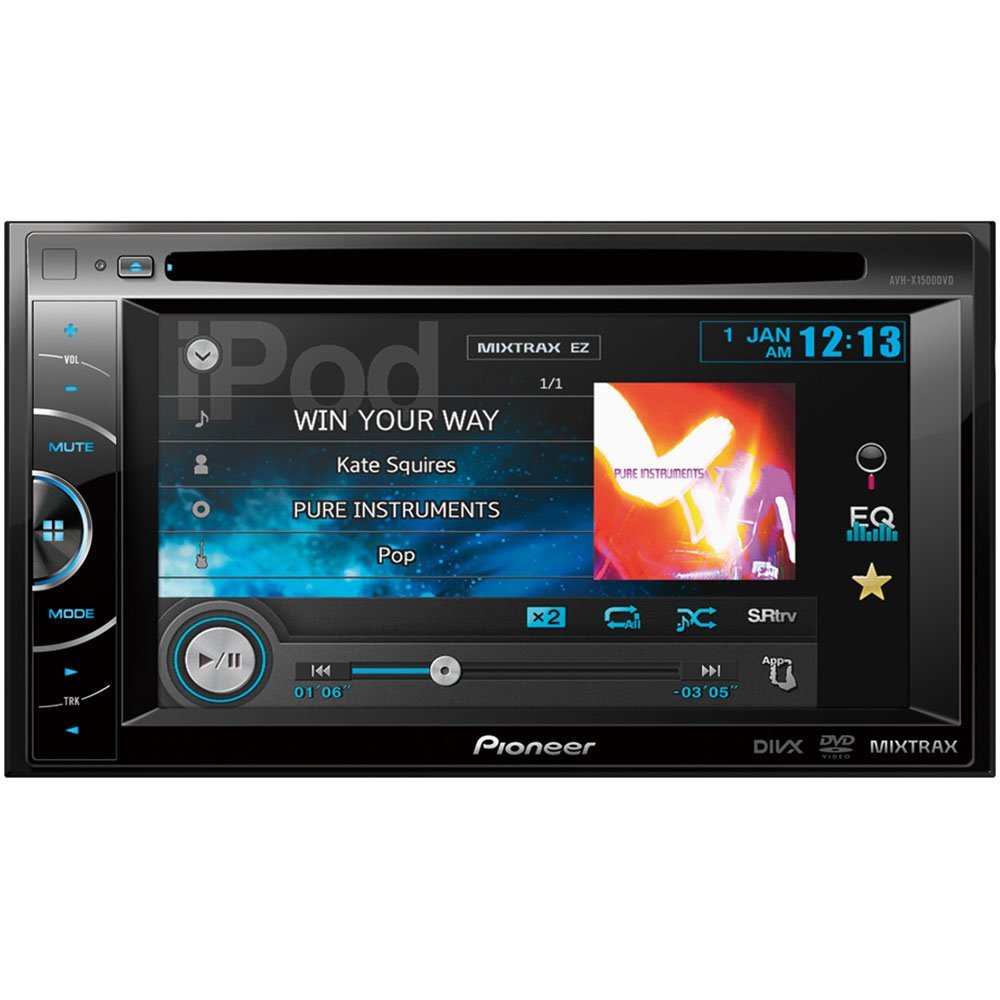 AVH-X1500DVD
VOL
MUTE
MODE
TRK
iPod
MIXTRAX EZ
1 JAN
AM
12:13
1/1
WIN YOUR WAY
Kate Squires
PURE INSTRUMENTS
Pop
PURE INSTRUMENTS
EQ
×2
All
S.Rtrv
01´06˝
-03´05˝
App
Pioneer
DIVX
DVD
VIDEO
MIXTRAX